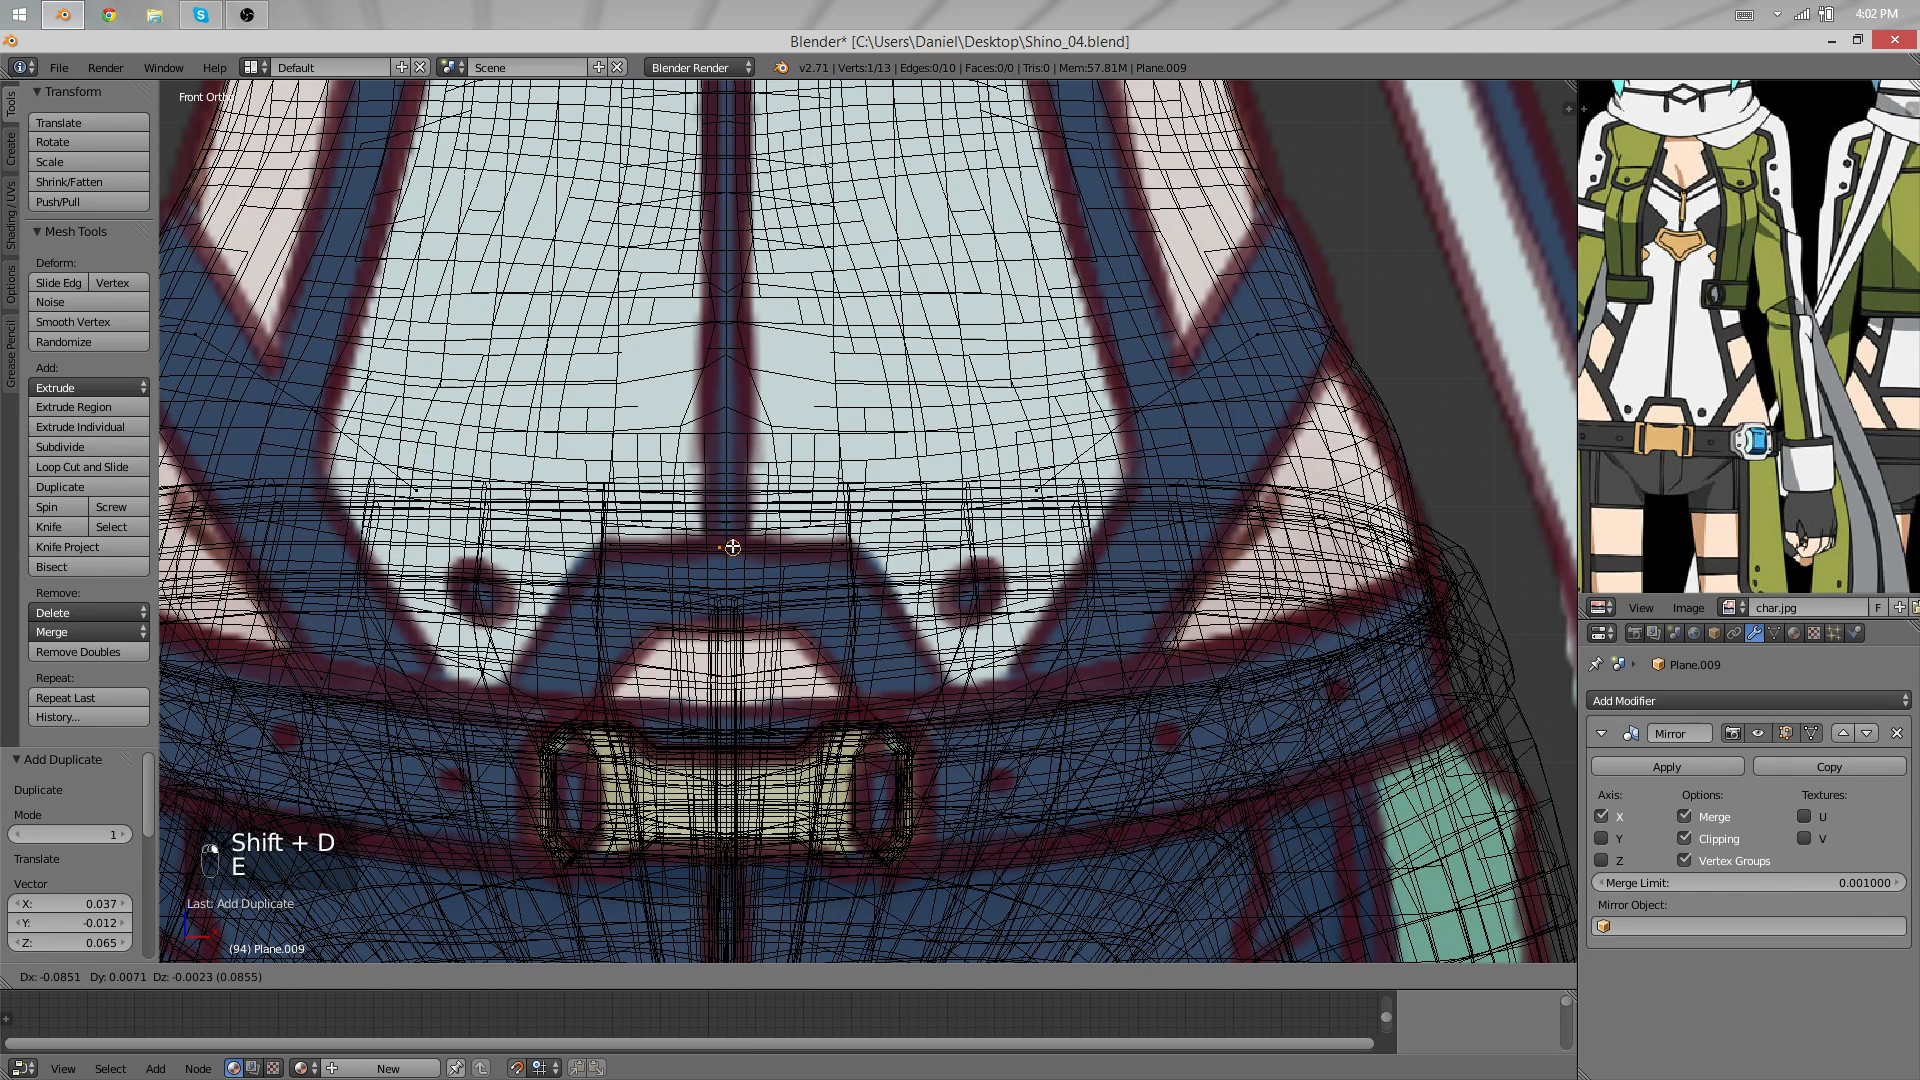 4:02 PM
Blender* [C:\Users\Daniel\Desktop\Shino_04.blend]
File Render Window Help Default Scene Blender Render v2.71 | Verts:1/13 | Edges:0/10 | Faces:0/0 | Tris:0 | Mem:57.81M | Plane.009
Tools
Create
Shading / UVs
Options
Grease Pencil
Transform
Translate
Rotate
Scale
Shrink/Fatten
Push/Pull
Mesh Tools
Deform:
Slide Edg Vertex
Noise
Smooth Vertex
Randomize
Add:
Extrude
Extrude Region
Extrude Individual
Subdivide
Loop Cut and Slide
Duplicate
Spin Screw
Knife Select
Knife Project
Bisect
Remove:
Delete
Merge
Remove Doubles
Repeat:
Repeat Last
History...
Add Duplicate
Duplicate
Mode
1
Translate
Vector
X: 0.037
Y: -0.012
Z: 0.065
Front Ortho
Shift + D
E
Last: Add Duplicate
(94) Plane.009
Dx: -0.0851 Dy: 0.0071 Dz: -0.0023 (0.0855)
View Select Add Node New
View Image char.jpg F
Plane.009
Add Modifier
Mirror
Apply Copy
Axis: Options: Textures:
X Merge U
Y Clipping V
Z Vertex Groups
Merge Limit: 0.001000
Mirror Object: